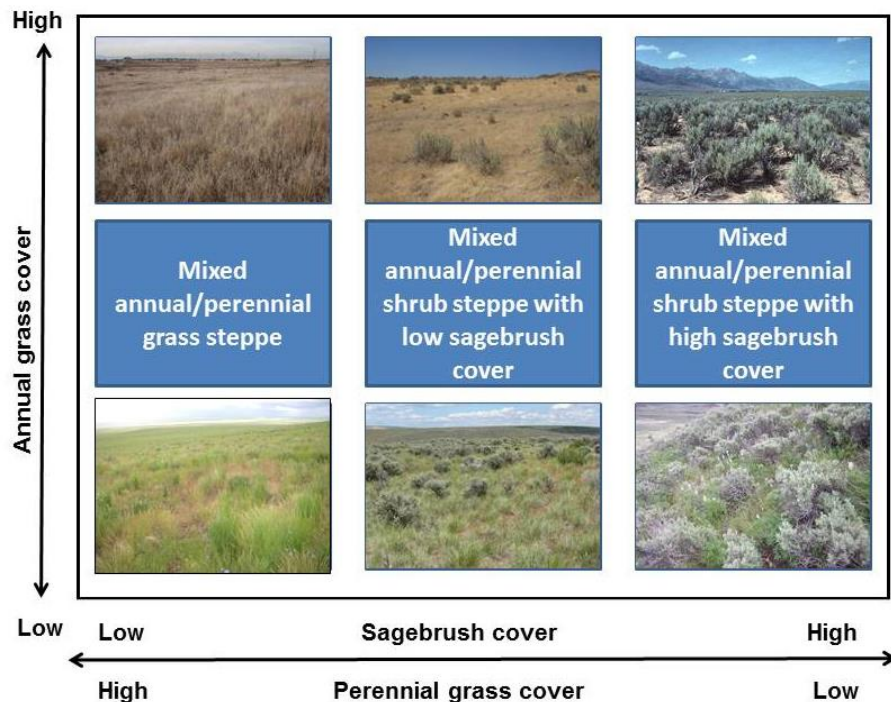 High
Annual grass cover
Mixed
annual/perennial
grass steppe
Mixed
annual/perennial
shrub steppe with
low sagebrush
cover
Mixed
annual/perennial
shrub steppe with
high sagebrush
cover
Low
Low Sagebrush cover High
High Perennial grass cover Low